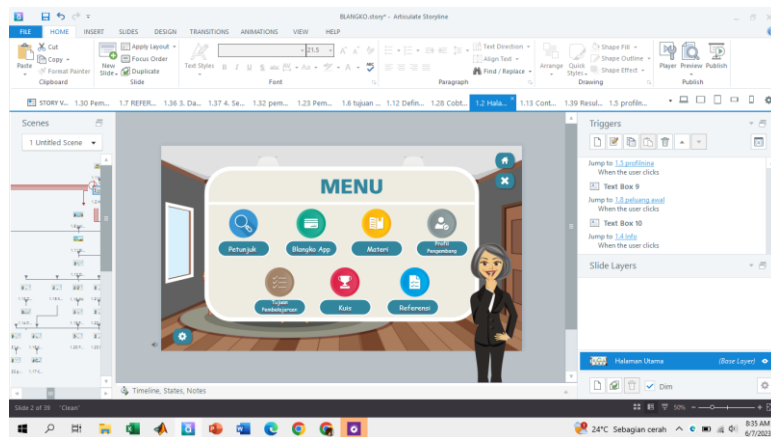 BLANGKO.story* - Articulate Storyline
FILE HOME INSERT SLIDES DESIGN TRANSITIONS ANIMATIONS VIEW HELP
Paste
Cut
Copy
Format Painter
Clipboard
New Slide
Apply Layout
Focus Order
Duplicate
Slide
Text Styles
21.5
Font
Text Direction
Align Text
Find / Replace
Paragraph
Arrange
Quick Styles
Shape Fill
Shape Outline
Shape Effect
Drawing
Player Preview Publish
Publish
STORY V... 1.30 Pem... 1.7 REFER... 1.36 3. Da... 1.37 4. Se... 1.32 pem... 1.23 Pem... 1.6 tujuan ... 1.12 Defin... 1.28 Cobt... 1.2 Hala... 1.13 Cont... 1.39 Resul... 1.5 profiln...
Scenes
1 Untitled Scene
MENU
Petunjuk
Blangko App
Materi
Profil Pengembang
Tujuan Pembelajaran
Kuis
Referensi
Timeline, States, Notes
Triggers
Jump to 1.5 profilnina
When the user clicks
Text Box 9
Jump to 1.8 peluang awal
When the user clicks
Text Box 10
Jump to 1.4 Info
When the user clicks
Slide Layers
Halaman Utama (Base Layer)
Dim
Slide 2 of 39 'Clean'
50%
24°C Sebagian cerah
8:35 AM
6/7/2023